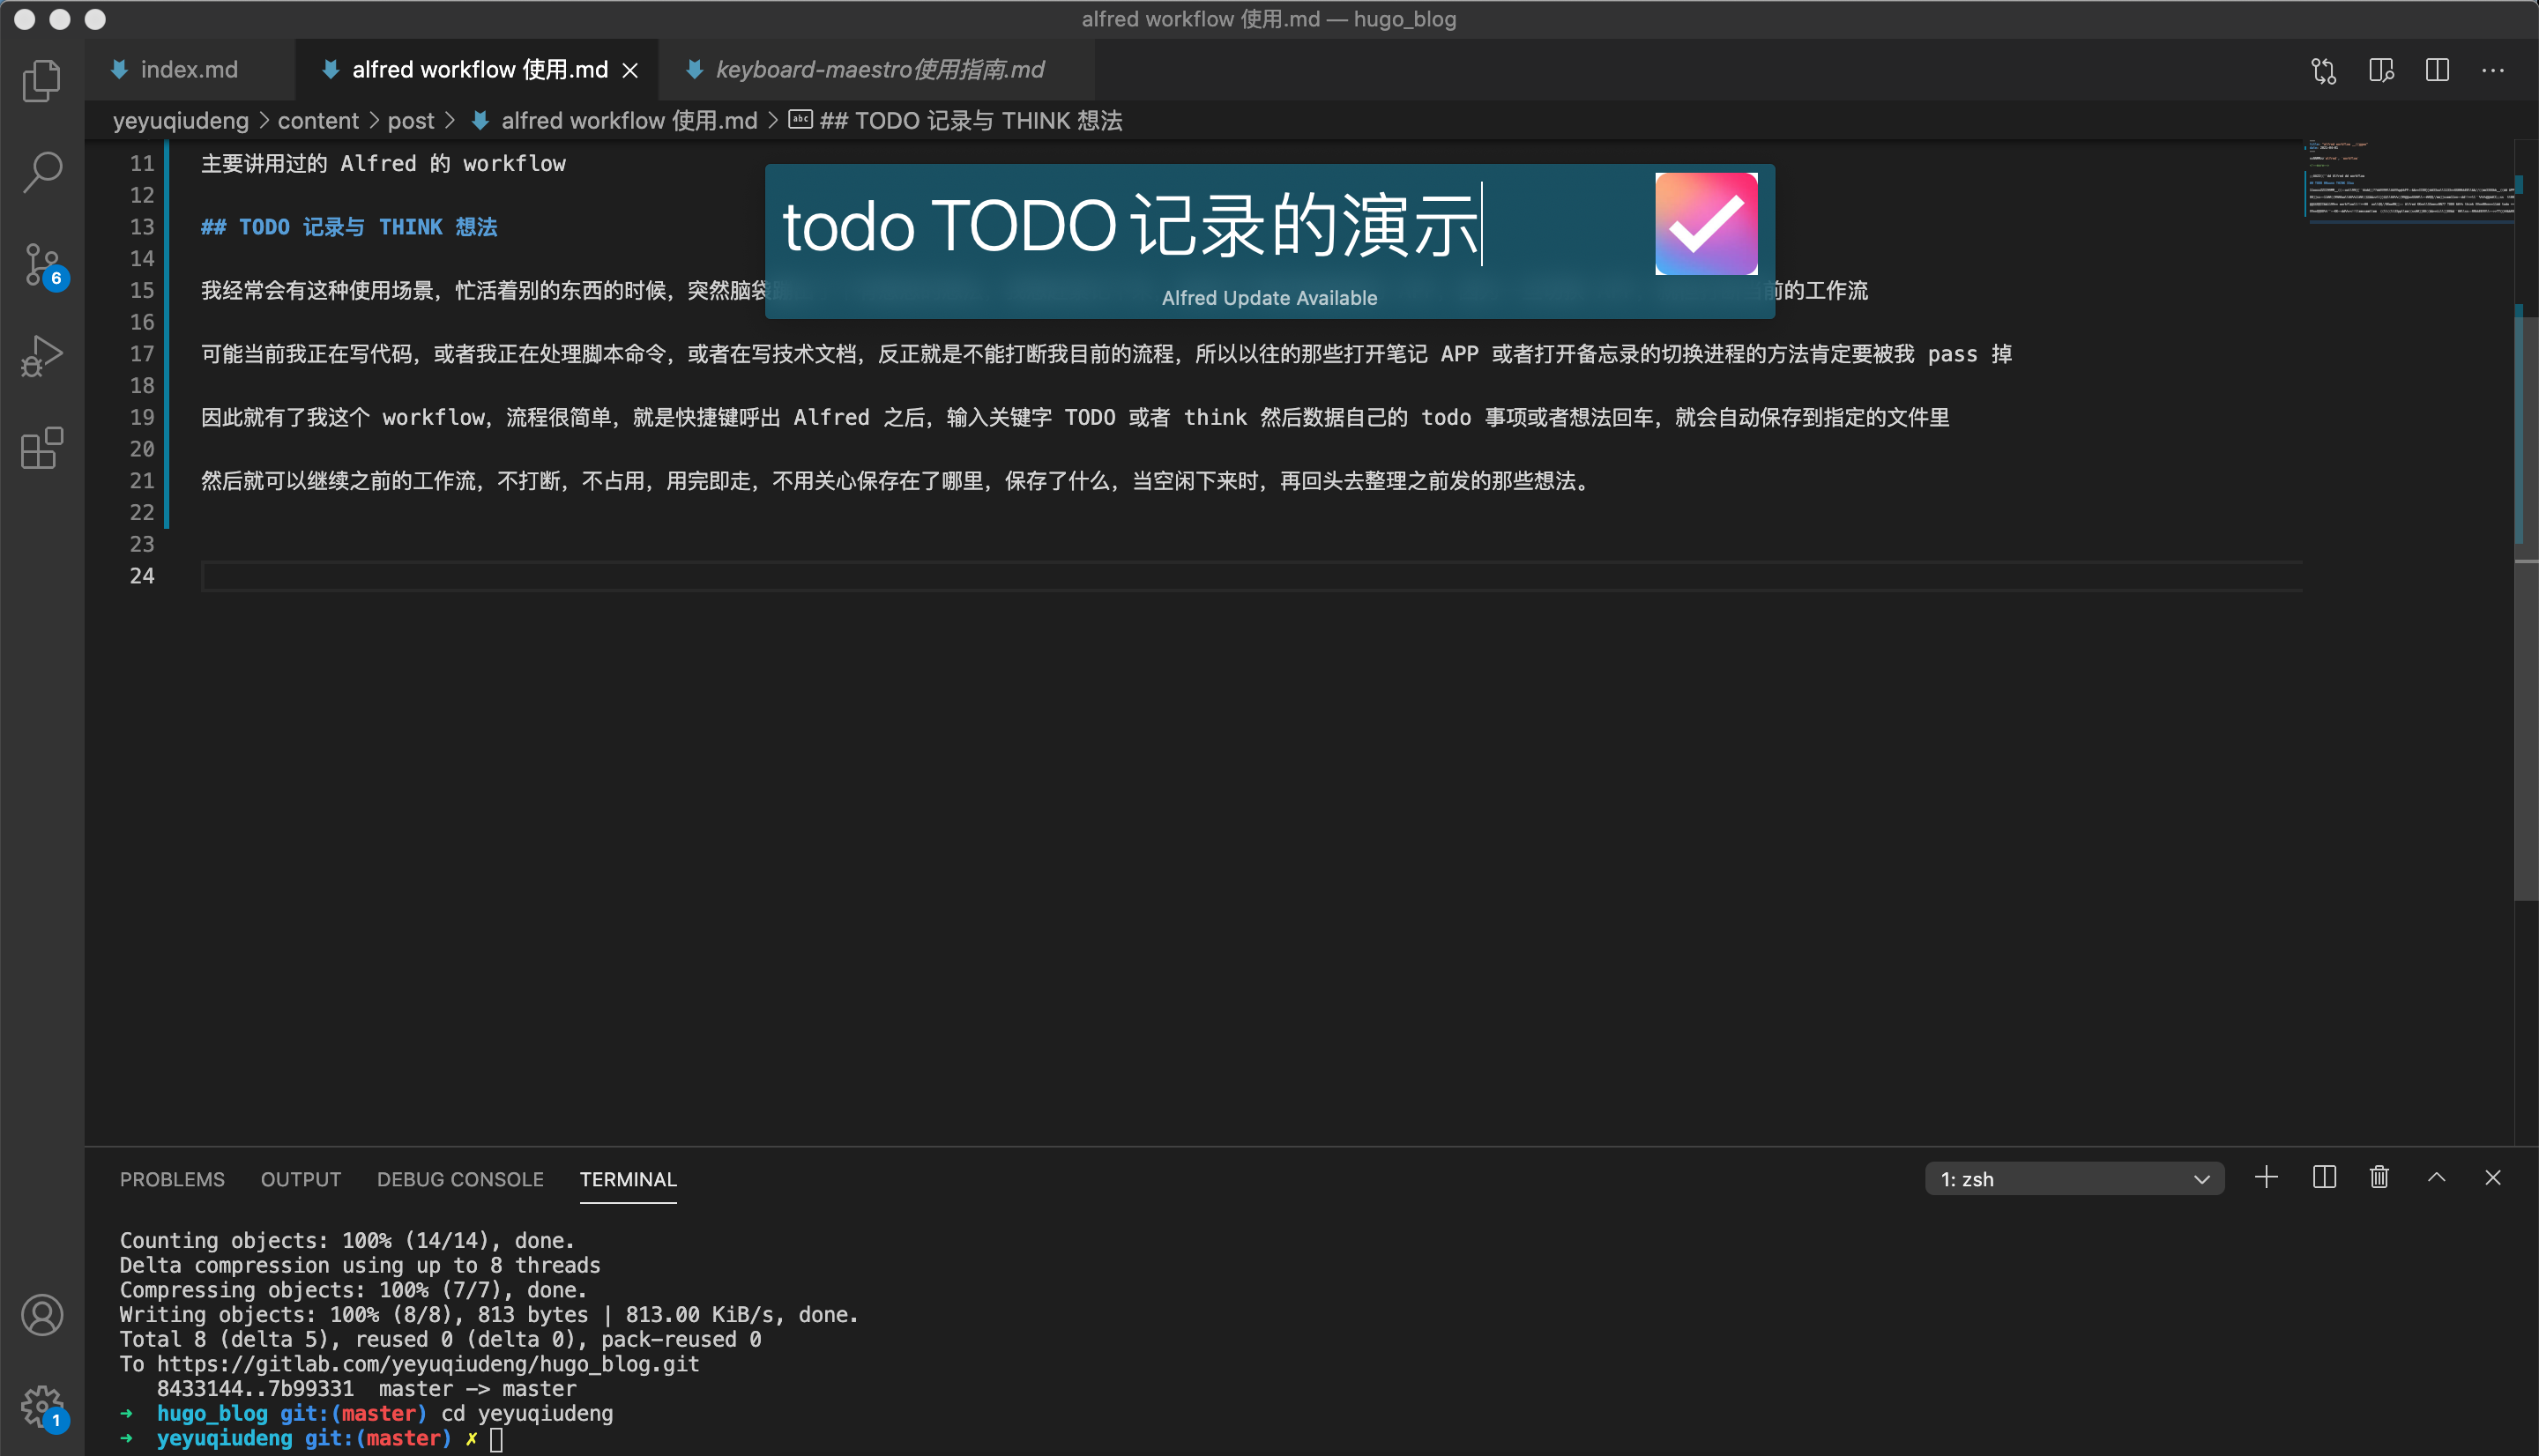 alfred workflow 使用.md — hugo_blog
index.md
alfred workflow 使用.md
keyboard-maestro使用指南.md
yeyuqiudeng > content > post > alfred workflow 使用.md > ## TODO 记录与 THINK 想法
11 主要讲用过的 Alfred 的 workflow
12
13 ## TODO 记录与 THINK 想法
14
todo TODO 记录的演示
Alfred Update Available
15 我经常会有这种使用场景，忙活着别的东西的时候，突然脑袋 前的工作流
16
17 可能当前我正在写代码，或者我正在处理脚本命令，或者在写技术文档，反正就是不能打断我目前的流程，所以以往的那些打开笔记 APP 或者打开备忘录的切换进程的方法肯定要被我 pass 掉
18
19 因此就有了我这个 workflow，流程很简单，就是快捷键呼出 Alfred 之后，输入关键字 TODO 或者 think 然后数据自己的 todo 事项或者想法回车，就会自动保存到指定的文件里
20
21 然后就可以继续之前的工作流，不打断，不占用，用完即走，不用关心保存在了哪里，保存了什么，当空闲下来时，再回头去整理之前发的那些想法。
22
23
24
6
1
PROBLEMS OUTPUT DEBUG CONSOLE TERMINAL
1: zsh
Counting objects: 100% (14/14), done.
Delta compression using up to 8 threads
Compressing objects: 100% (7/7), done.
Writing objects: 100% (8/8), 813 bytes | 813.00 KiB/s, done.
Total 8 (delta 5), reused 0 (delta 0), pack-reused 0
To https://gitlab.com/yeyuqiudeng/hugo_blog.git
8433144..7b99331 master -> master
→ hugo_blog git:(master) cd yeyuqiudeng
→ yeyuqiudeng git:(master) ✗